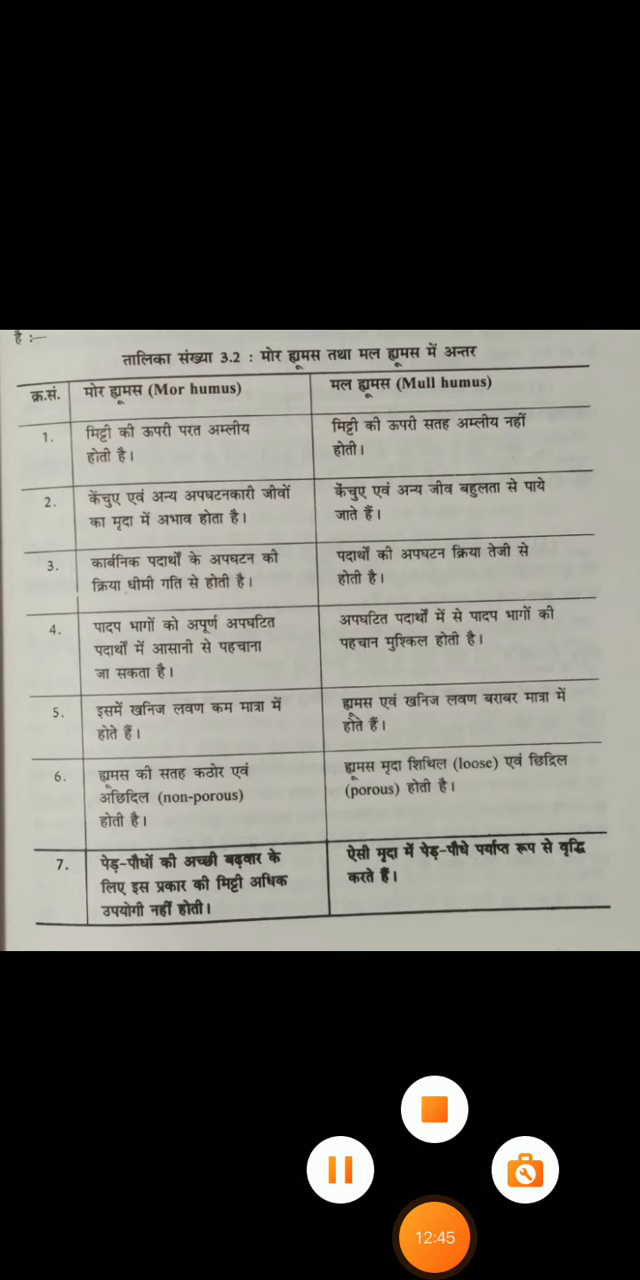 है :—
तालिका संख्या 3.2 : मोर ह्यूमस तथा मल ह्यूमस में अन्तर
क्र.सं. मोर ह्यूमस (Mor humus) मल ह्यूमस (Mull humus)
1. मिट्टी की ऊपरी परत अम्लीय मिट्टी की ऊपरी सतह अम्लीय नहीं
होती है। होती।
2. केंचुए एवं अन्य अपघटनकारी जीवों केंचुए एवं अन्य जीव बहुलता से पाये
का मृदा में अभाव होता है। जाते हैं।
3. कार्बनिक पदार्थों के अपघटन की पदार्थों की अपघटन क्रिया तेजी से
क्रिया धीमी गति से होती है। होती है।
4. पादप भागों को अपूर्ण अपघटित अपघटित पदार्थों में से पादप भागों की
पदार्थों में आसानी से पहचाना पहचान मुश्किल होती है।
जा सकता है।
5. इसमें खनिज लवण कम मात्रा में ह्यूमस एवं खनिज लवण बराबर मात्रा में
होते हैं। होते हैं।
6. ह्यूमस की सतह कठोर एवं ह्यूमस मृदा शिथिल (loose) एवं छिद्रिल
अछिदिल (non-porous) (porous) होती है।
होती है।
7. पेड़-पौधों की अच्छी बढ़वार के ऐसी मृदा में पेड़-पौधे पर्याप्त रूप से वृद्धि
लिए इस प्रकार की मिट्टी अधिक करते हैं।
उपयोगी नहीं होती।
12:45